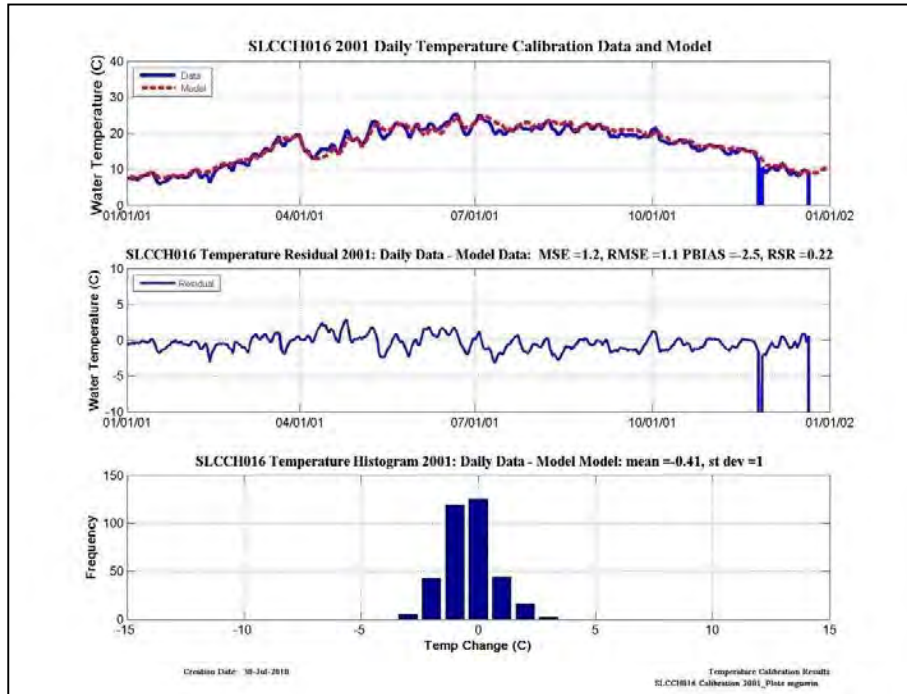 SLCCH016 2001 Daily Temperature Calibration Data and Model
Water Temperature (C)
40
30
20
10
0
Data
Model
01/01/01
04/01/01
07/01/01
10/01/01
01/01/02
SLCCH016 Temperature Residual 2001: Daily Data - Model Data: MSE =1.2, RMSE =1.1 PBIAS =-2.5, RSR =0.22
Water Temperature (C)
10
5
0
-5
-10
Residual
01/01/01
04/01/01
07/01/01
10/01/01
01/01/02
SLCCH016 Temperature Histogram 2001: Daily Data - Model Model: mean =-0.41, st dev =1
Frequency
150
100
50
0
-15
-10
-5
0
5
10
15
Temp Change (C)
Creation Date: 30-Jul-2010
Temperature Calibration Results
SLCCH016 Calibration 2001_Plots